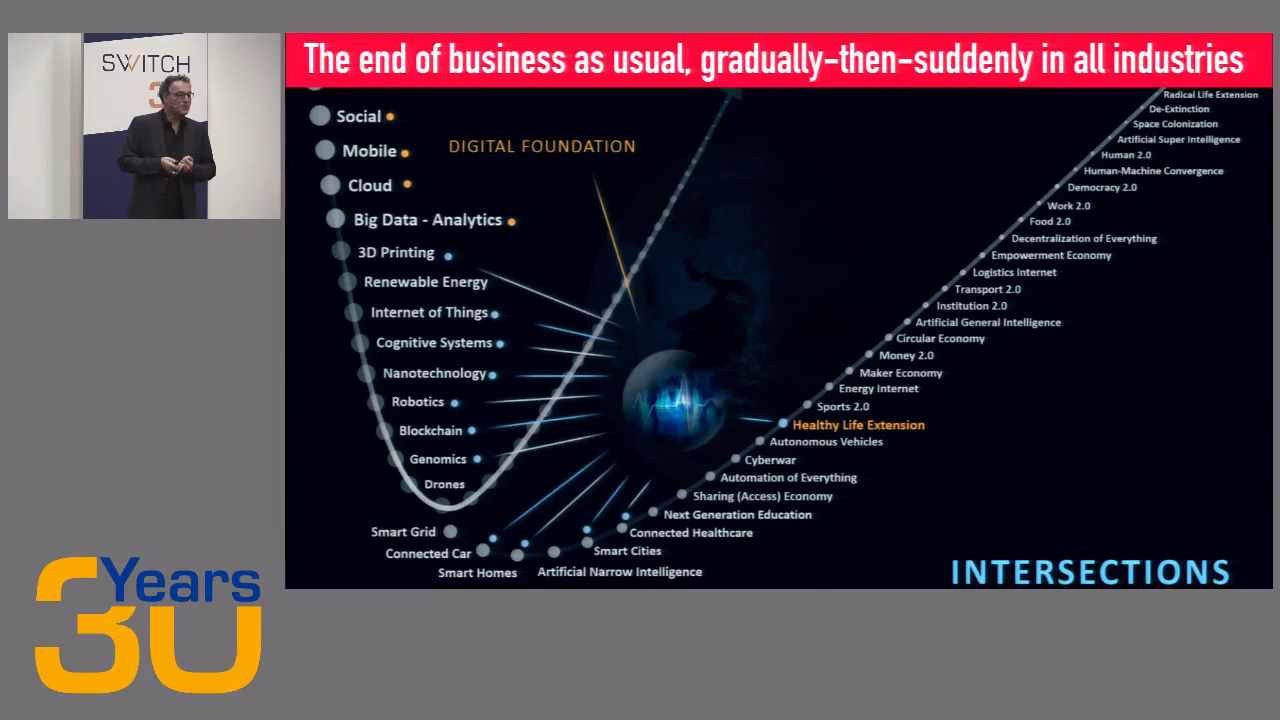 SWITCH
3
The end of business as usual, gradually-then-suddenly in all industries
Social
Mobile
Cloud
Big Data - Analytics
3D Printing
Renewable Energy
Internet of Things
Cognitive Systems
Nanotechnology
Robotics
Blockchain
Genomics
Drones
Smart Grid
Connected Car
Smart Homes
DIGITAL FOUNDATION
Artificial Narrow Intelligence
Smart Cities
Connected Healthcare
Next Generation Education
Sharing (Access) Economy
Automation of Everything
Cyberwar
Autonomous Vehicles
Healthy Life Extension
Sports 2.0
Energy Internet
Maker Economy
Money 2.0
Circular Economy
Artificial General Intelligence
Institution 2.0
Transport 2.0
Logistics Internet
Empowerment Economy
Decentralization of Everything
Food 2.0
Work 2.0
Democracy 2.0
Human-Machine Convergence
Human 2.0
Artificial Super Intelligence
Space Colonization
De-Extinction
Radical Life Extension
INTERSECTIONS
30 Years